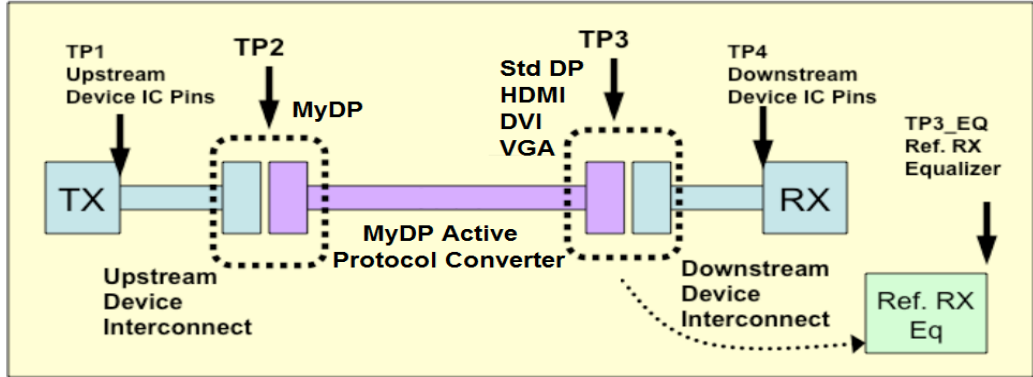 TP1
Upstream
Device IC Pins
TP2
MyDP
TP3
Std DP
HDMI
DVI
VGA
TP4
Downstream
Device IC Pins
TP3_EQ
Ref. RX
Equalizer
TX
RX
MyDP Active
Protocol Converter
Upstream
Device
Interconnect
Downstream
Device
Interconnect
Ref. RX
Eq